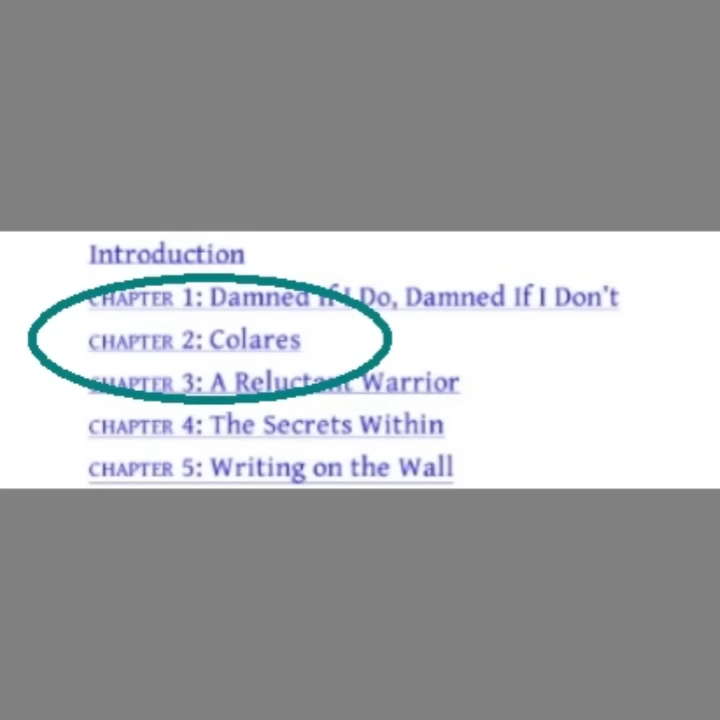 Introduction
CHAPTER 1: Damned If I Do, Damned If I Don't
CHAPTER 2: Colares
CHAPTER 3: A Reluctant Warrior
CHAPTER 4: The Secrets Within
CHAPTER 5: Writing on the Wall